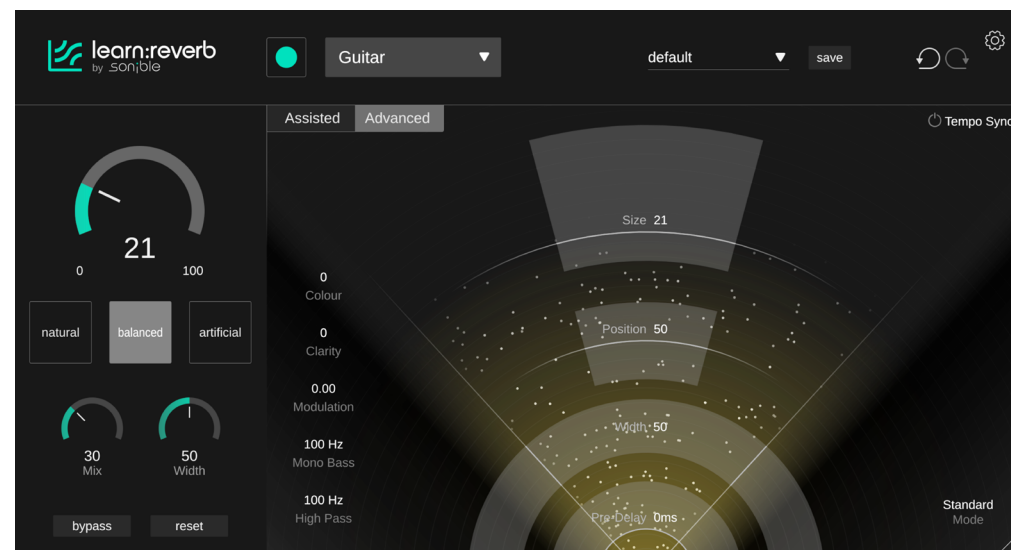 learn:reverb
by sonible
Guitar
default
save
Assisted
Advanced
Tempo Sync
21
0
100
natural
balanced
artificial
30
Mix
50
Width
bypass
reset
0
Colour
0
Clarity
0.00
Modulation
100 Hz
Mono Bass
100 Hz
High Pass
Size 21
Position 50
Width 50
Pre-Delay 0ms
Standard
Mode